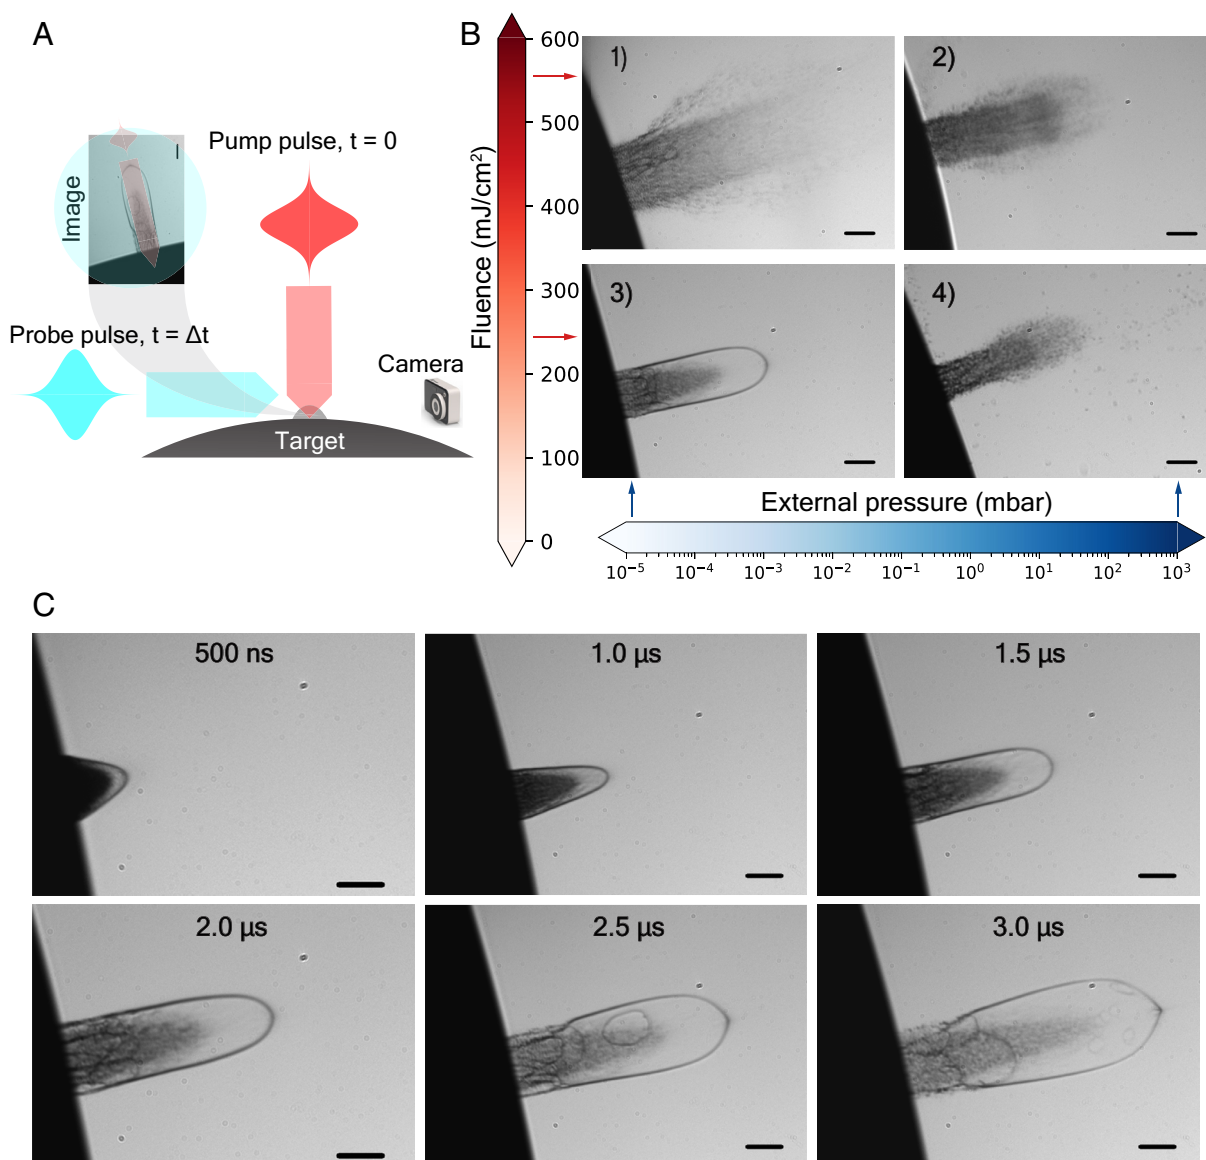 A
Image
Pump pulse, t = 0
Probe pulse, t = Δt
Camera
Target
B
Fluence (mJ/cm²)
600
500
400
300
200
100
0
1)
2)
3)
4)
External pressure (mbar)
10⁻⁵ 10⁻⁴ 10⁻³ 10⁻² 10⁻¹ 10⁰ 10¹ 10² 10³
C
500 ns
1.0 µs
1.5 µs
2.0 µs
2.5 µs
3.0 µs